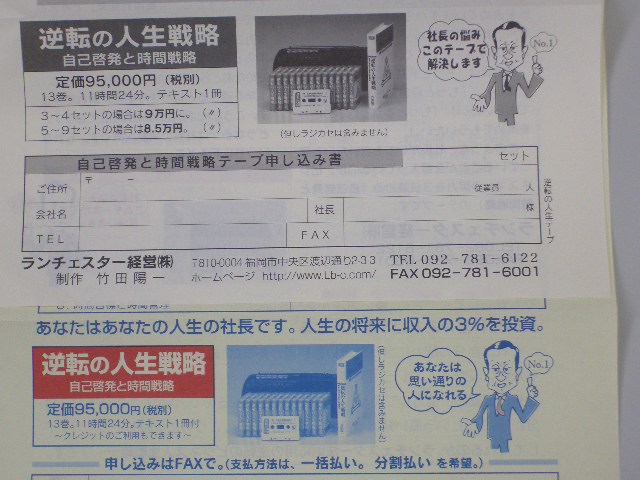 逆転の人生戦略
自己啓発と時間戦略
定価95,000円(税別)
13巻。11時間24分。テキスト1冊
3~4セットの場合は9万円に。(〃)
5~9セットの場合は8.5万円。(〃)
(但しラジカセは含みません)
社長の悩み
このテープで
解決します
No.1
自己啓発と時間戦略テープ申し込み書
セット
ご住所 〒 －
従業員 人
会社名 社長 様
TEL FAX
逆転の人生テープ
ランチェスター経営(株) 〒810-0004 福岡市中央区渡辺通り2-3-3 TEL 092-781-6122
制作 竹田陽一 ホームページ http://www.Lb-c.com/ FAX 092-781-6001
あなたはあなたの人生の社長です。人生の将来に収入の3%を投資。
逆転の人生戦略
自己啓発と時間戦略
定価95,000円(税別)
13巻。11時間24分。テキスト1冊付
~クレジットのご利用もできます~
(但しラジカセは含みません)
あなたは
思い通りの
人になれる
No.1
申し込みはFAXで。(支払方法は、一括払い。分割払い を希望。)